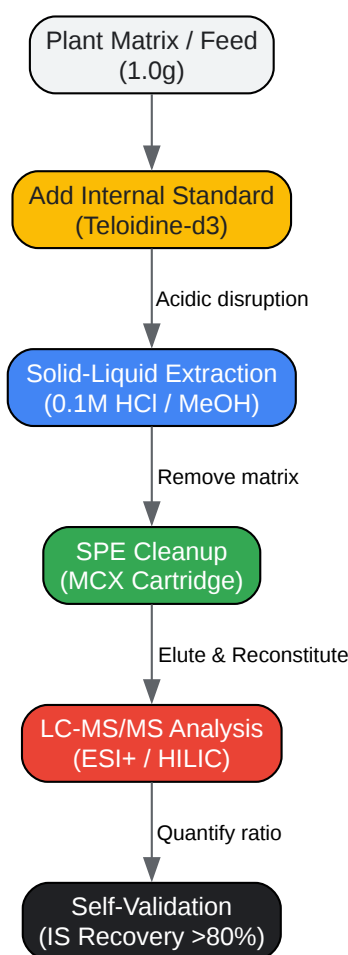 Plant Matrix / Feed
(1.0g)
Add Internal Standard
(Teloidine-d3)
Acidic disruption
Solid-Liquid Extraction
(0.1M HCl / MeOH)
Remove matrix
SPE Cleanup
(MCX Cartridge)
Elute & Reconstitute
LC-MS/MS Analysis
(ESI+ / HILIC)
Quantify ratio
Self-Validation
(IS Recovery >80%)